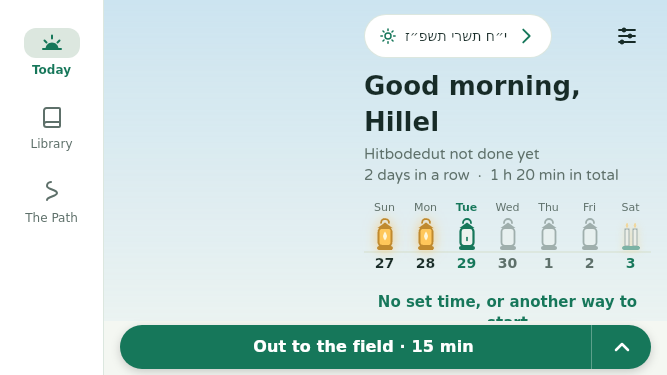 Today
Library
The Path
י״ח תשרי תשפ״ז
Good morning,
Hillel
Hitbodedut not done yet
2 days in a row · 1 h 20 min in total
Sun Mon Tue Wed Thu Fri Sat
27 28 29 30 1 2 3
No set time, or another way to
start
Out to the field · 15 min